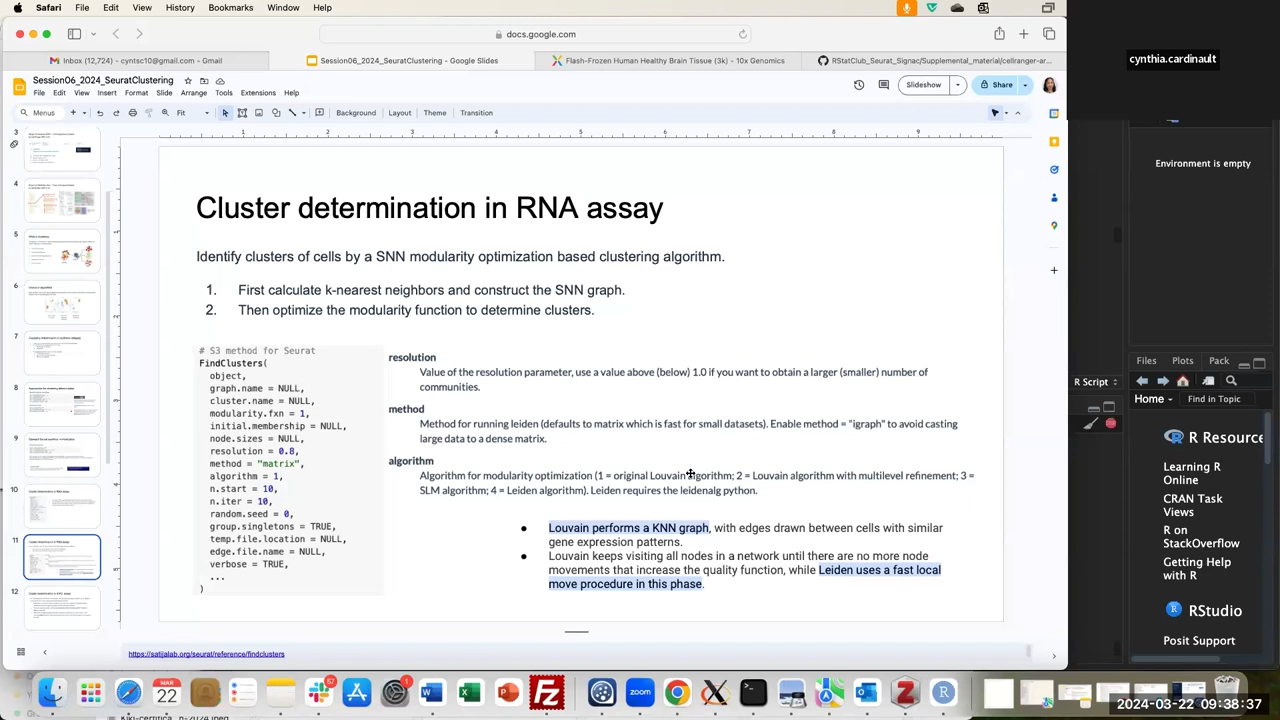 Safari File Edit View History Bookmarks Window Help
cynthia.cardinault
docs.google.com
Inbox (12,724) - cyntsc10@gmail.com - Gmail
Session06_2024_SeuratClustering - Google Slides
Flash-Frozen Human Healthy Brain Tissue (3k) - 10x Genomics
RStatClub_Seurat_Signac/Supplemental_material/cellranger-ar...
Session06_2024_SeuratClustering
File Edit View Insert Format Slide Arrange Tools Extensions Help
Slideshow
Share
Menus
Fit
Background Layout Theme Transition
Environment is empty
3
4
5
6
7
8
9
10
11
12
Cluster determination in RNA assay
Identify clusters of cells by a SNN modularity optimization based clustering algorithm.
1. First calculate k-nearest neighbors and construct the SNN graph.
2. Then optimize the modularity function to determine clusters.
# S3 method for Seurat
FindClusters(
object,
graph.name = NULL,
cluster.name = NULL,
modularity.fxn = 1,
initial.membership = NULL,
node.sizes = NULL,
resolution = 0.8,
method = "matrix",
algorithm = 1,
n.start = 10,
n.iter = 10,
random.seed = 0,
group.singletons = TRUE,
temp.file.location = NULL,
edge.file.name = NULL,
verbose = TRUE,
...
)
resolution
Value of the resolution parameter, use a value above (below) 1.0 if you want to obtain a larger (smaller) number of
communities.
method
Method for running leiden (defaults to matrix which is fast for small datasets). Enable method = "igraph" to avoid casting
large data to a dense matrix.
algorithm
Algorithm for modularity optimization (1 = original Louvain algorithm; 2 = Louvain algorithm with multilevel refinement; 3 =
SLM algorithm; 4 = Leiden algorithm). Leiden requires the leidenalg python.
● Louvain performs a KNN graph, with edges drawn between cells with similar
gene expression patterns.
● Louvain keeps visiting all nodes in a network until there are no more node
movements that increase the quality function, while Leiden uses a fast local
move procedure in this phase.
https://satijalab.org/seurat/reference/findclusters
R Script
Files Plots Pack
Home Find in Topic
R Resource
Learning R
Online
CRAN Task
Views
R on
StackOverflow
Getting Help
with R
RStudio
Posit Support
MAR
22
57
zoom
2024-03-22 09:38:37